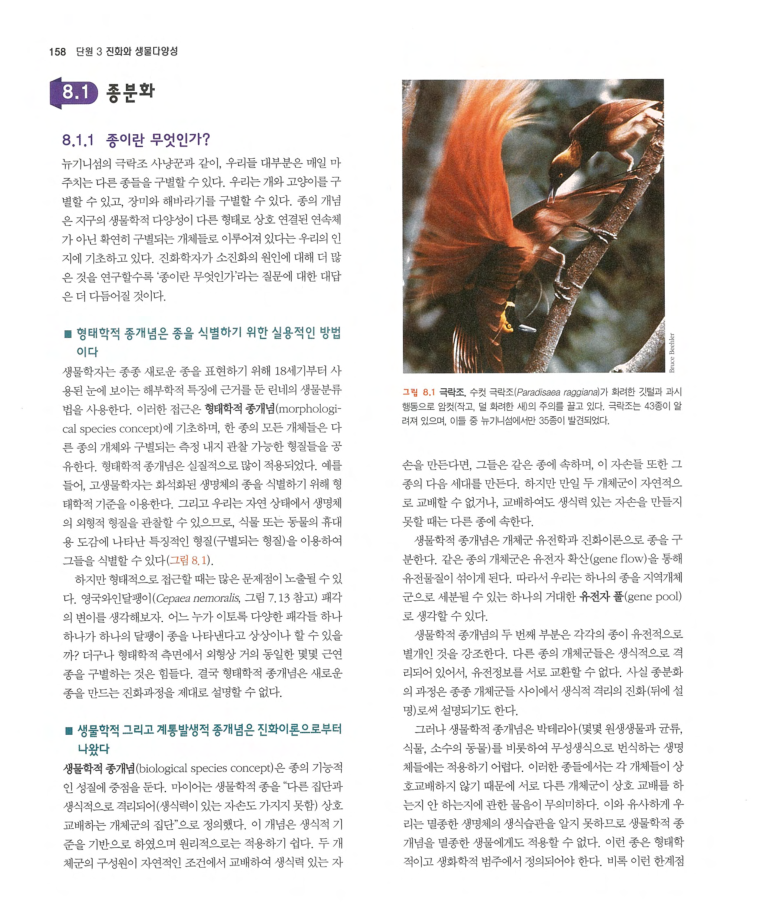 158 단원 3 진화와 생물다양성
8.1 종분화
8.1.1 종이란 무엇인가?
뉴기니섬의 극락조 사냥꾼과 같이, 우리들 대부분은 매일 마
주치는 다른 종들을 구별할 수 있다. 우리는 개와 고양이를 구
별할 수 있고, 장미와 해바라기를 구별할 수 있다. 종의 개념
은 지구의 생물학적 다양성이 다른 형태로 상호 연결된 연속체
가 아닌 확연히 구별되는 개체들로 이루어져 있다는 우리의 인
지에 기초하고 있다. 진화학자가 소진화의 원인에 대해 더 많
은 것을 연구할수록 ‘종이란 무엇인가’라는 질문에 대한 대답
은 더 다듬어질 것이다.
■ 형태학적 종개념은 종을 식별하기 위한 실용적인 방법
이다
생물학자는 종종 새로운 종을 표현하기 위해 18세기부터 사
용된 눈에 보이는 해부학적 특징에 근거를 둔 린네의 생물분류
법을 사용한다. 이러한 접근은 형태학적 종개념(morphologi-
cal species concept)에 기초하며, 한 종의 모든 개체들은 다
른 종의 개체와 구별되는 측정 내지 관찰 가능한 형질들을 공
유한다. 형태학적 종개념은 실질적으로 많이 적용되었다. 예를
들어, 고생물학자는 화석화된 생명체의 종을 식별하기 위해 형
태학적 기준을 이용한다. 그리고 우리는 자연 상태에서 생명체
의 외형적 형질을 관찰할 수 있으므로, 식물 또는 동물의 휴대
용 도감에 나타난 특징적인 형질(구별되는 형질)을 이용하여
그들을 식별할 수 있다(그림 8.1).
하지만 형태적으로 접근할 때는 많은 문제점이 노출될 수 있
다. 영국와인달팽이(Cepaea nemoralis, 그림 7.13 참고) 패각
의 변이를 생각해보자. 어느 누가 이토록 다양한 패각들 하나
하나가 하나의 달팽이 종을 나타낸다고 상상이나 할 수 있을
까? 더구나 형태학적 측면에서 외형상 거의 동일한 몇몇 근연
종을 구별하는 것은 힘들다. 결국 형태학적 종개념은 새로운
종을 만드는 진화과정을 제대로 설명할 수 없다.
■ 생물학적 그리고 계통발생적 종개념은 진화이론으로부터
나왔다
생물학적 종개념(biological species concept)은 종의 기능적
인 성질에 중점을 둔다. 마이어는 생물학적 종을 “다른 집단과
생식적으로 격리되어(생식력이 있는 자손도 가지지 못함) 상호
교배하는 개체군의 집단”으로 정의했다. 이 개념은 생식적 기
준을 기반으로 하였으며 원리적으로는 적용하기 쉽다. 두 개
체군의 구성원이 자연적인 조건에서 교배하여 생식력 있는 자
Bruce Beehler
그림 8.1 극락조. 수컷 극락조(Paradisaea raggiana)가 화려한 깃털과 과시
행동으로 암컷(작고, 덜 화려한 새)의 주의를 끌고 있다. 극락조는 43종이 알
려져 있으며, 이들 중 뉴기니섬에서만 35종이 발견되었다.
손을 만든다면, 그들은 같은 종에 속하며, 이 자손들 또한 그
종의 다음 세대를 만든다. 하지만 만일 두 개체군이 자연적으
로 교배할 수 없거나, 교배하여도 생식력 있는 자손을 만들지
못할 때는 다른 종에 속한다.
생물학적 종개념은 개체군 유전학과 진화이론으로 종을 구
분한다. 같은 종의 개체군은 유전자 확산(gene flow)을 통해
유전물질이 섞이게 된다. 따라서 우리는 하나의 종을 지역개체
군으로 세분될 수 있는 하나의 거대한 유전자 풀(gene pool)
로 생각할 수 있다.
생물학적 종개념의 두 번째 부분은 각각의 종이 유전적으로
별개인 것을 강조한다. 다른 종의 개체군들은 생식적으로 격
리되어 있어서, 유전정보를 서로 교환할 수 없다. 사실 종분화
의 과정은 종종 개체군들 사이에서 생식적 격리의 진화(뒤에 설
명)로써 설명되기도 한다.
그러나 생물학적 종개념은 박테리아(몇몇 원생생물과 균류,
식물, 소수의 동물)를 비롯하여 무성생식으로 번식하는 생명
체들에는 적용하기 어렵다. 이러한 종들에서는 각 개체들이 상
호교배하지 않기 때문에 서로 다른 개체군이 상호 교배를 하
는지 안 하는지에 관한 물음이 무의미하다. 이와 유사하게 우
리는 멸종한 생명체의 생식습관을 알지 못하므로 생물학적 종
개념을 멸종한 생물에게도 적용할 수 없다. 이런 종은 형태학
적이고 생화학적 범주에서 정의되어야 한다. 비록 이런 한계점